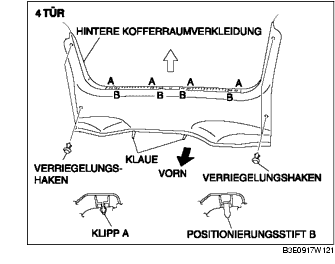 4 TÜR
HINTERE KOFFERRAUMVERKLEIDUNG
A A A A
B B B B
KLAUE
VERRIEGELUNGS-
HAKEN
VORN
VERRIEGELUNGSHAKEN
KLIPP A
POSITIONIERUNGSSTIFT B
B3E0917W121